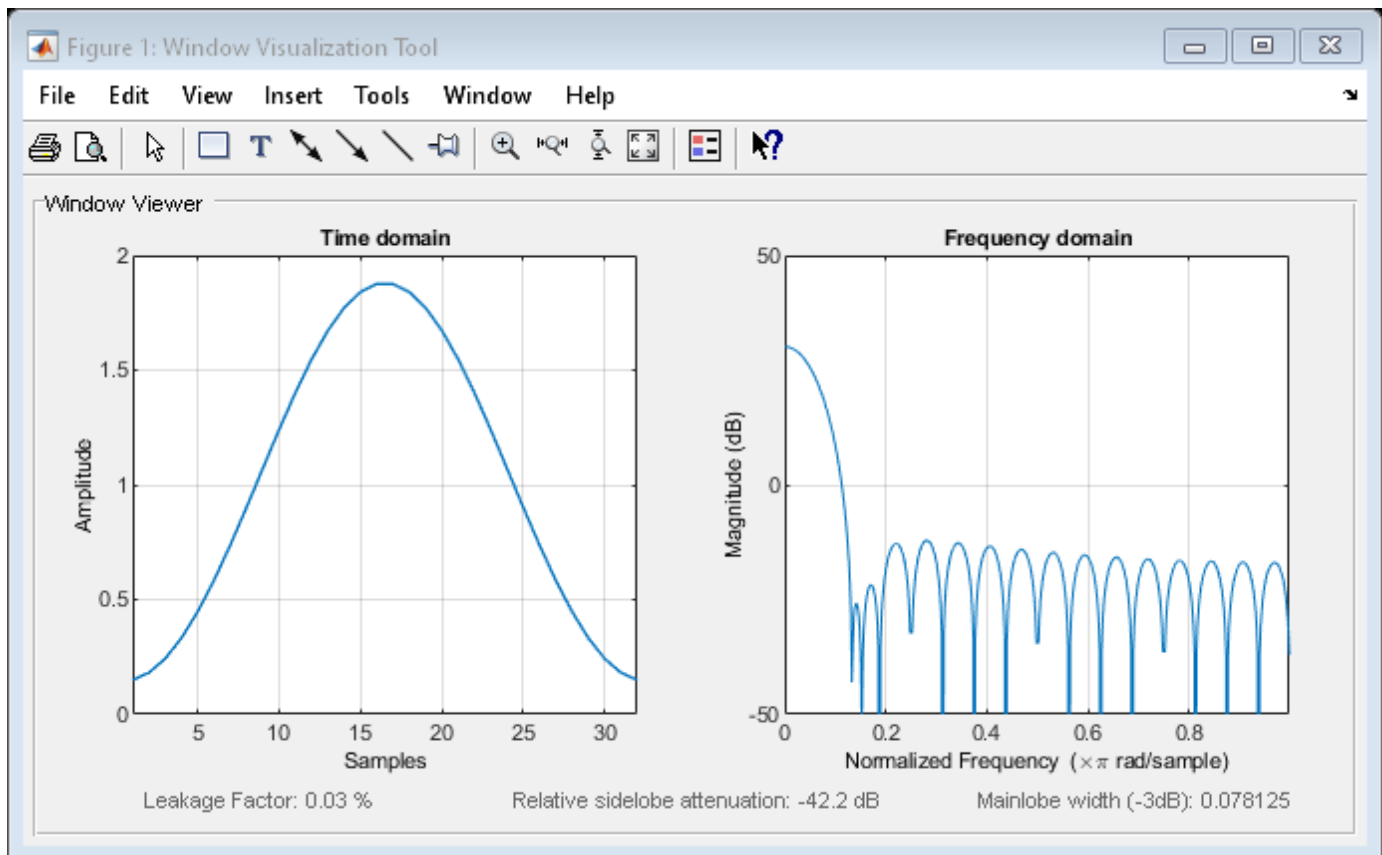 Figure 1: Window Visualization Tool
File Edit View Insert Tools Window Help
T
?
Window Viewer
Time domain
2
1.5
1
0.5
0
Amplitude
5 10 15 20 25 30
Samples
Frequency domain
50
0
-50
Magnitude (dB)
0 0.2 0.4 0.6 0.8
Normalized Frequency (×π rad/sample)
Leakage Factor: 0.03 % Relative sidelobe attenuation: -42.2 dB Mainlobe width (-3dB): 0.078125